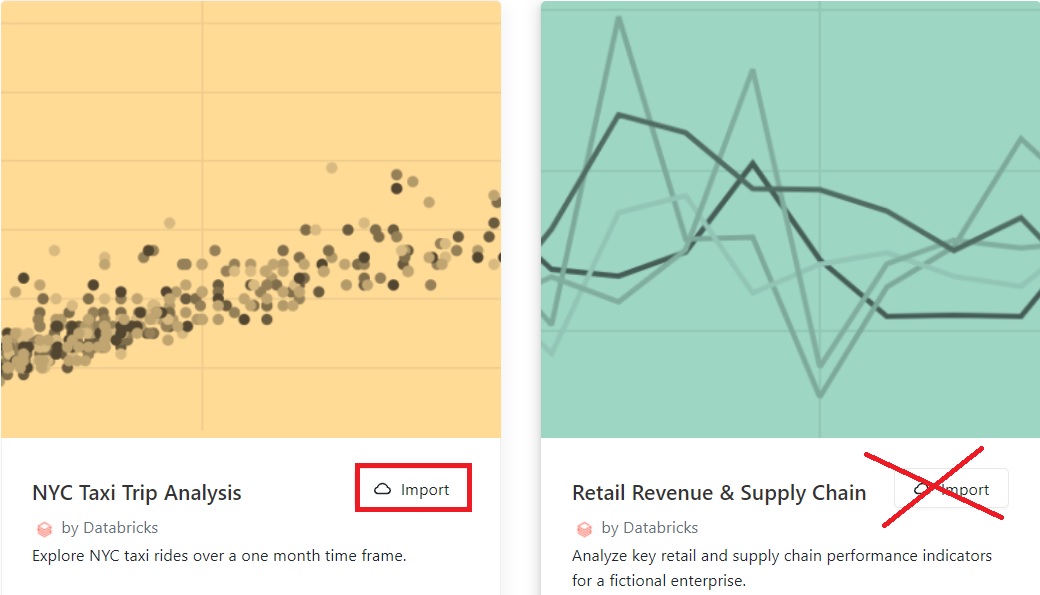 NYC Taxi Trip Analysis
Import
by Databricks
Explore NYC taxi rides over a one month time frame.
Retail Revenue & Supply Chain
Import
by Databricks
Analyze key retail and supply chain performance indicators
for a fictional enterprise.